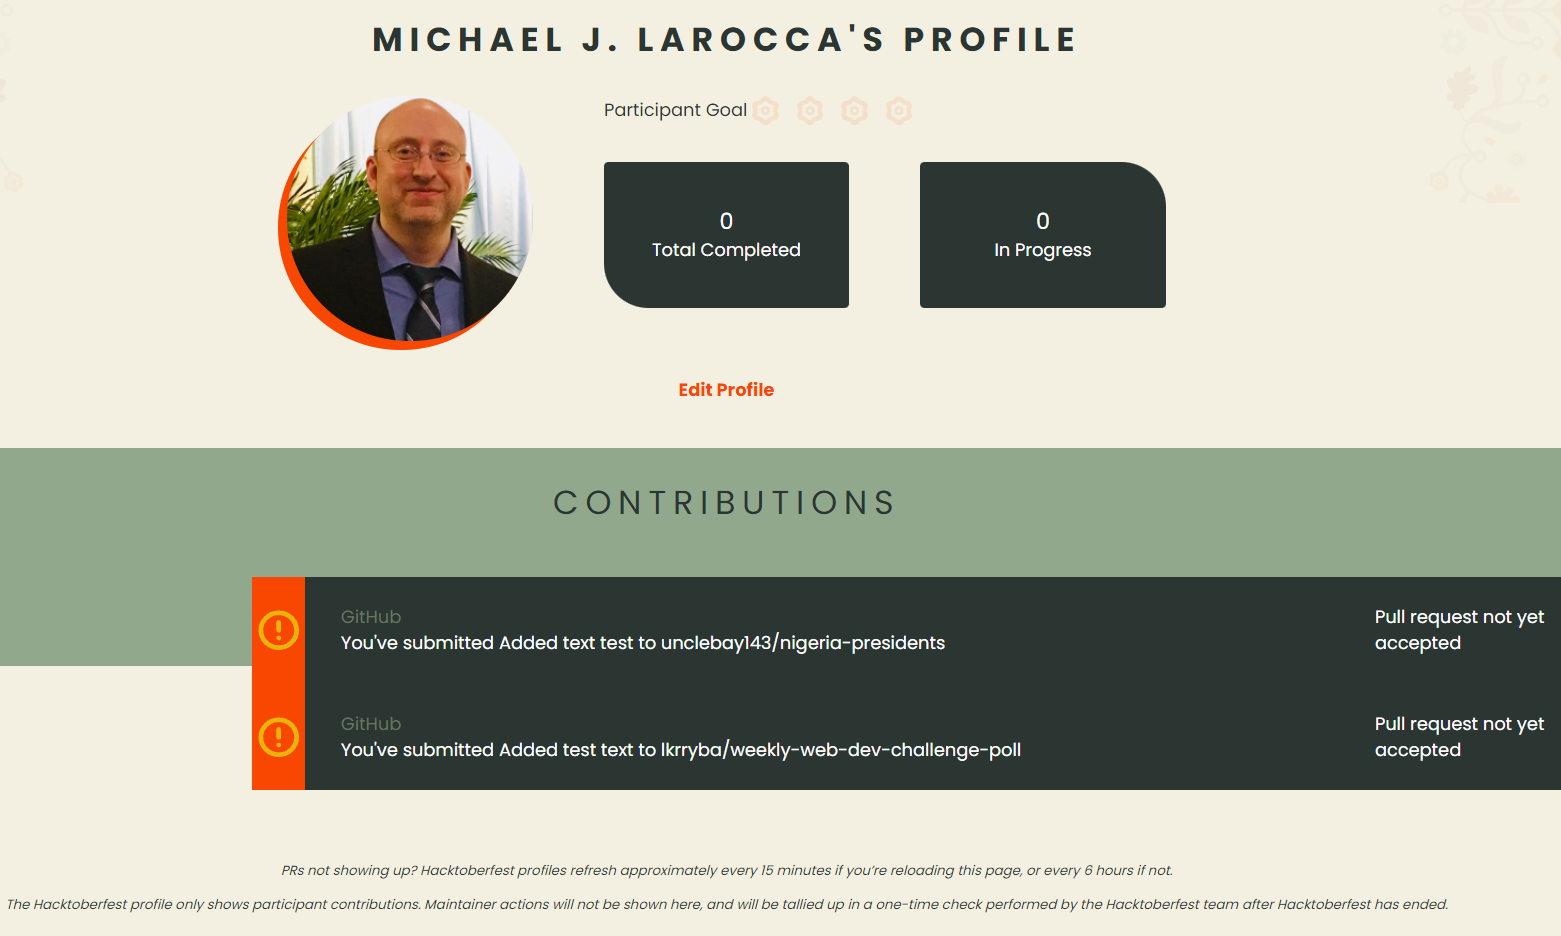 MICHAEL J. LAROCCA'S PROFILE
Participant Goal
0
Total Completed
0
In Progress
Edit Profile
CONTRIBUTIONS
GitHub
You've submitted Added text test to unclebay143/nigeria-presidents
Pull request not yet
accepted
GitHub
You've submitted Added test text to lkrryba/weekly-web-dev-challenge-poll
Pull request not yet
accepted
PRs not showing up? Hacktoberfest profiles refresh approximately every 15 minutes if you’re reloading this page, or every 6 hours if not.
The Hacktoberfest profile only shows participant contributions. Maintainer actions will not be shown here, and will be tallied up in a one-time check performed by the Hacktoberfest team after Hacktoberfest has ended.